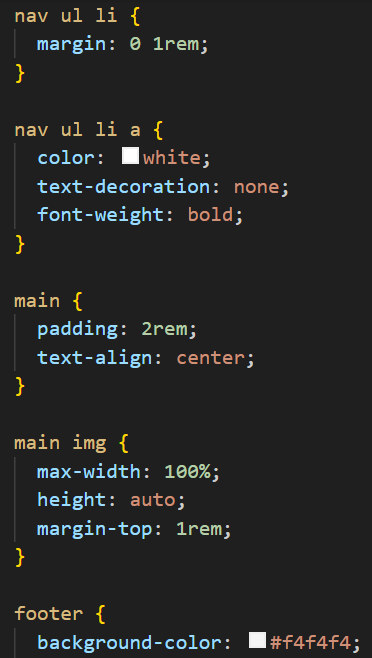 nav ul li {
  margin: 0 1rem;
}

nav ul li a {
  color: white;
  text-decoration: none;
  font-weight: bold;
}

main {
  padding: 2rem;
  text-align: center;
}

main img {
  max-width: 100%;
  height: auto;
  margin-top: 1rem;
}

footer {
  background-color: #f4f4f4;